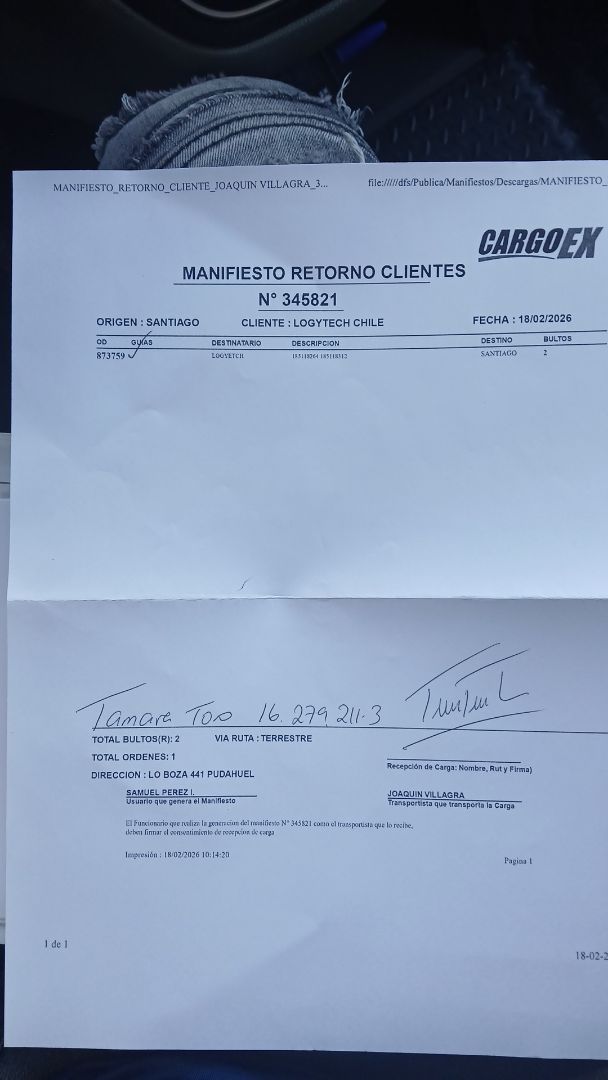 MANIFIESTO_RETORNO_CLIENTE_JOAQUIN VILLAGRA_3... file://///dfs/Publica/Manifiestos/Descargas/MANIFIESTO_
CARGOEX
MANIFIESTO RETORNO CLIENTES
N° 345821
ORIGEN : SANTIAGO CLIENTE : LOGYTECH CHILE FECHA : 18/02/2026
OD GUIAS DESTINATARIO DESCRIPCION DESTINO BULTOS
873759 LOGYETCH SANTIAGO 2
Tamara Toro 16.279.211-3
TOTAL BULTOS(R): 2 VIA RUTA : TERRESTRE
TOTAL ORDENES: 1
Recepción de Carga: Nombre, Rut y Firma)
DIRECCION : LO BOZA 441 PUDAHUEL
SAMUEL PEREZ I. JOAQUIN VILLAGRA
Usuario que genera el Manifiesto Transportista que transporta la Carga
El Funcionario que realiza la generacion del manifiesto N° 345821 como el transportista que lo recibe,
deben firmar el consentimiento de recepcion de carga
Impresión : 18/02/2026 10:14:20 Pagina 1
1 de 1 18-02-2